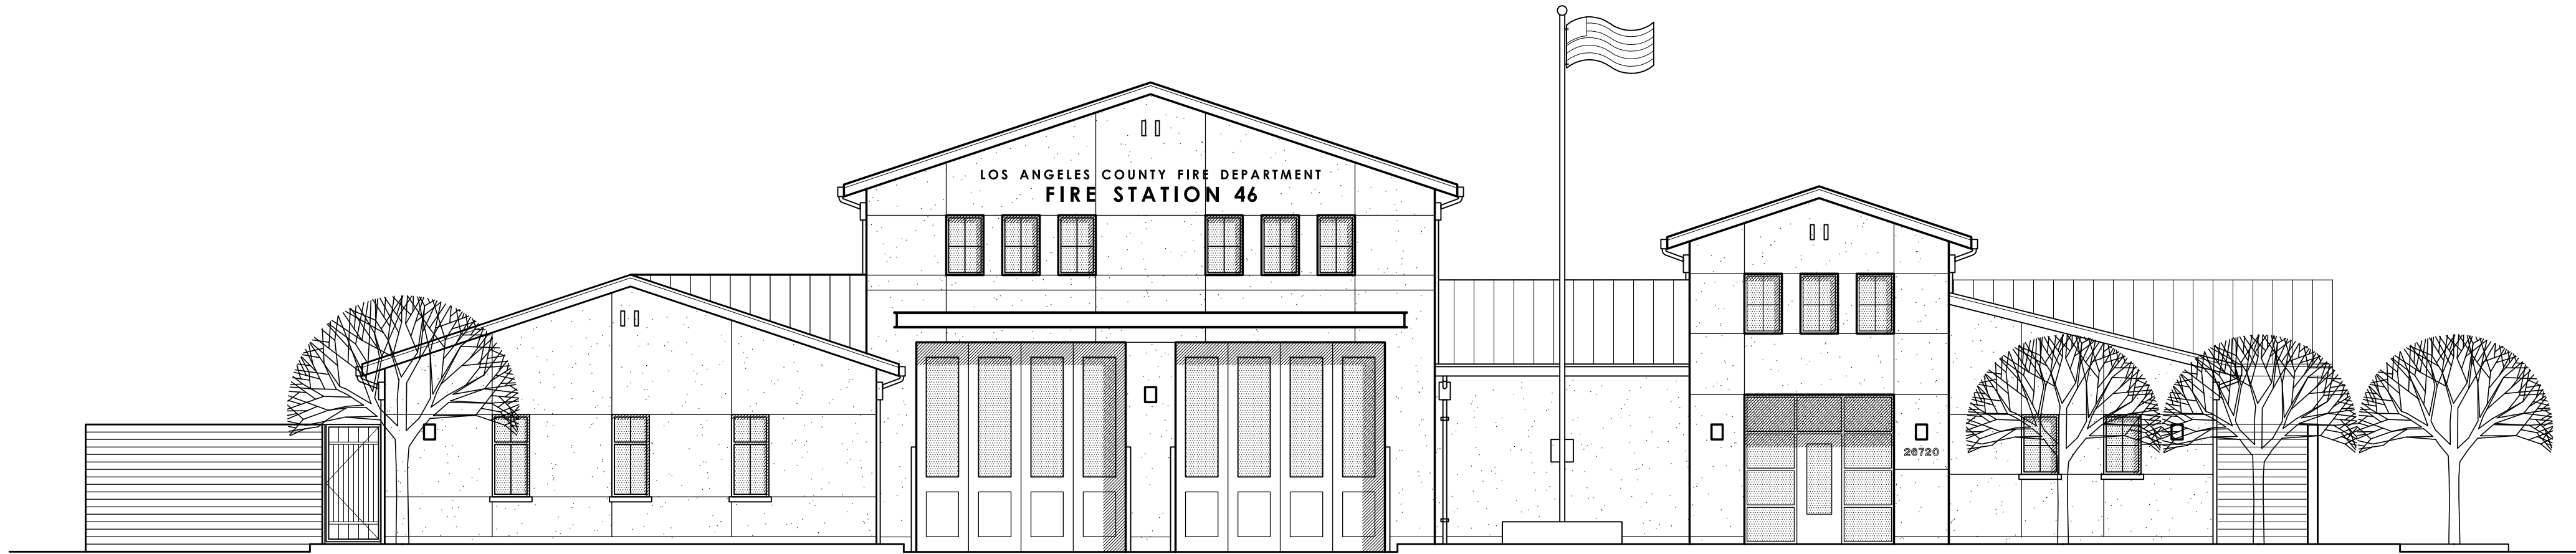 LOS ANGELES COUNTY FIRE DEPARTMENT
FIRE STATION 46
26720